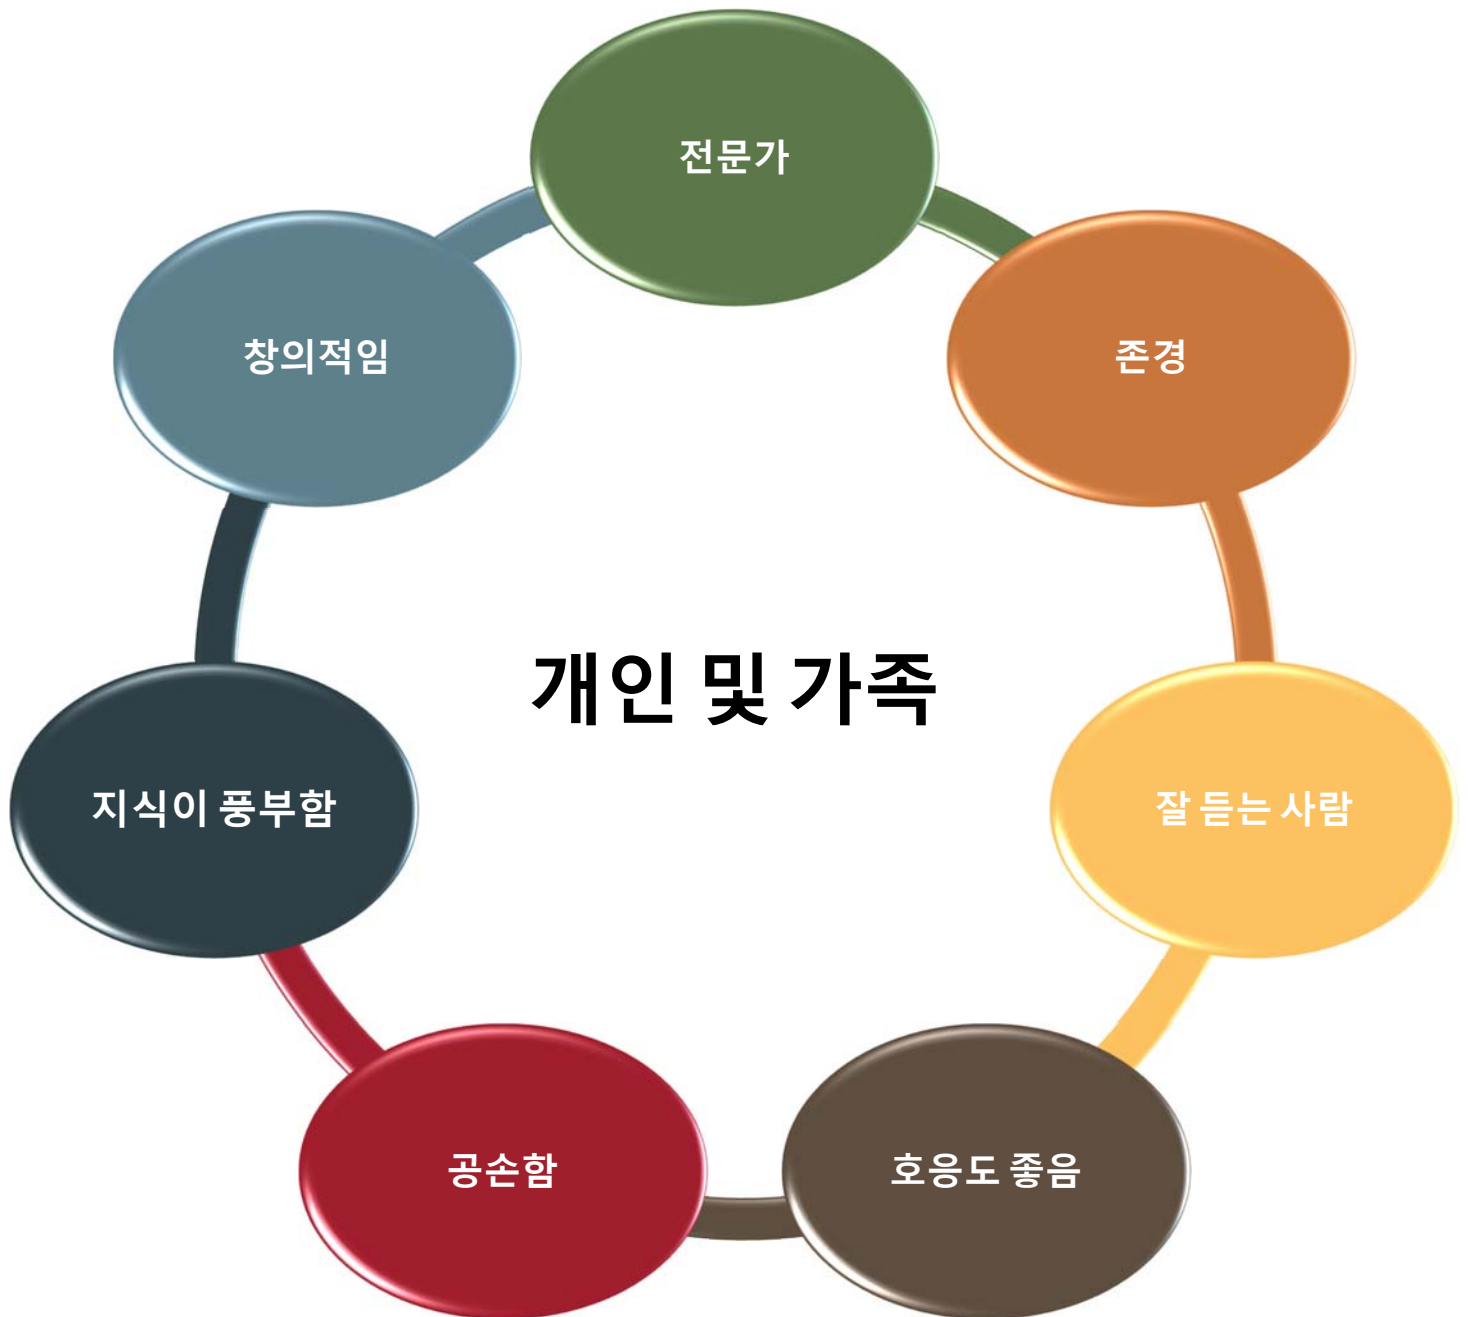 전문가
창의적임
존경
개인 및 가족
지식이 풍부함
잘 듣는 사람
공손함
호응도 좋음